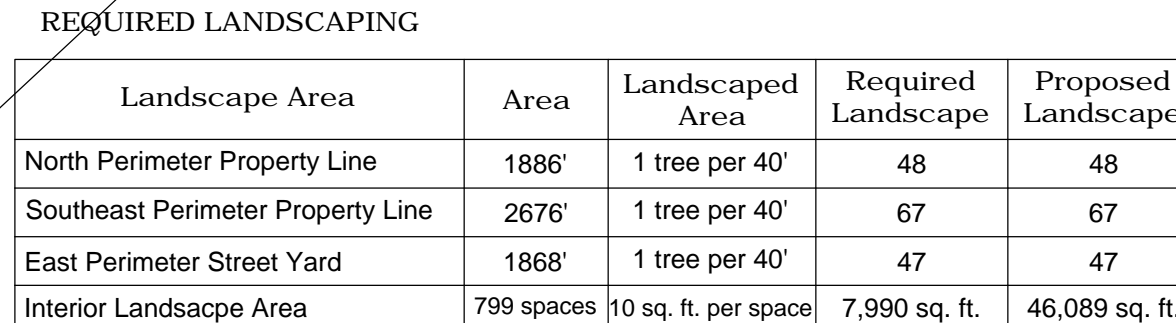 REQUIRED LANDSCAPING
Landscape Area Area Landscaped Area Required Landscape Proposed Landscape
North Perimeter Property Line 1886' 1 tree per 40' 48 48
Southeast Perimeter Property Line 2676' 1 tree per 40' 67 67
East Perimeter Street Yard 1868' 1 tree per 40' 47 47
Interior Landsacpe Area 799 spaces 10 sq. ft. per space 7,990 sq. ft. 46,089 sq. ft.